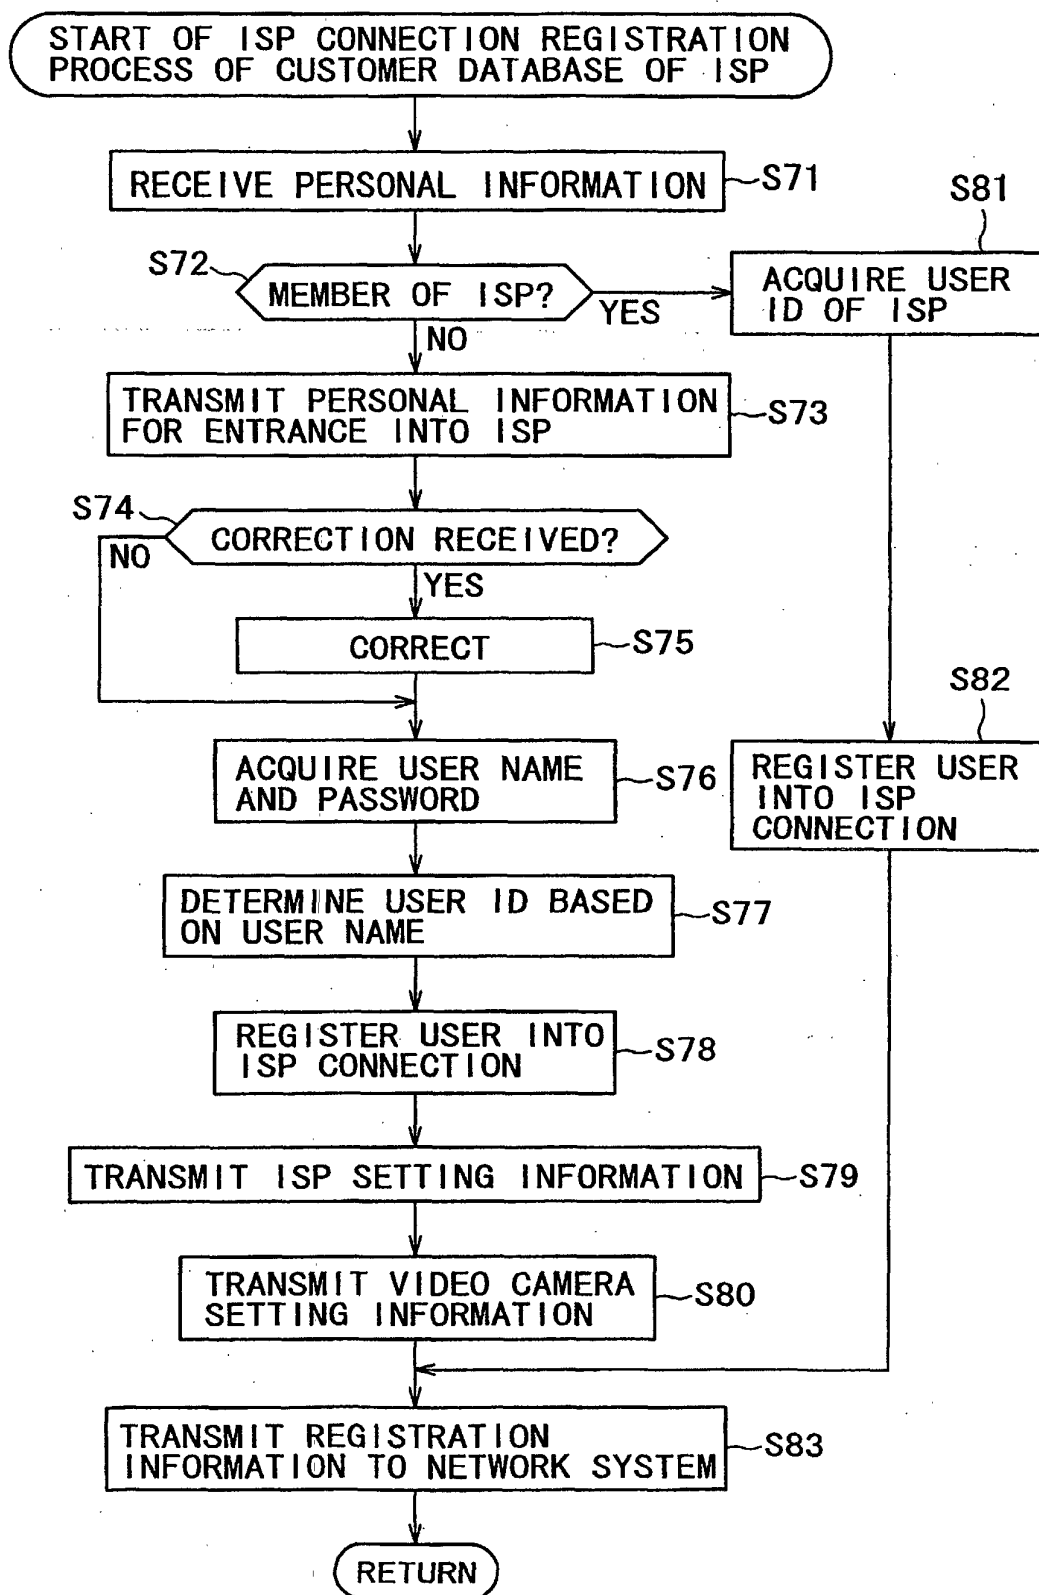 START OF ISP CONNECTION REGISTRATION
PROCESS OF CUSTOMER DATABASE OF ISP
RECEIVE PERSONAL INFORMATION
S71
S72
MEMBER OF ISP?
YES
NO
S81
ACQUIRE USER
ID OF ISP
TRANSMIT PERSONAL INFORMATION
FOR ENTRANCE INTO ISP
S73
S74
CORRECTION RECEIVED?
NO
YES
CORRECT
S75
S82
REGISTER USER
INTO ISP
CONNECTION
ACQUIRE USER NAME
AND PASSWORD
S76
DETERMINE USER ID BASED
ON USER NAME
S77
REGISTER USER INTO
ISP CONNECTION
S78
TRANSMIT ISP SETTING INFORMATION
S79
TRANSMIT VIDEO CAMERA
SETTING INFORMATION
S80
TRANSMIT REGISTRATION
INFORMATION TO NETWORK SYSTEM
S83
RETURN